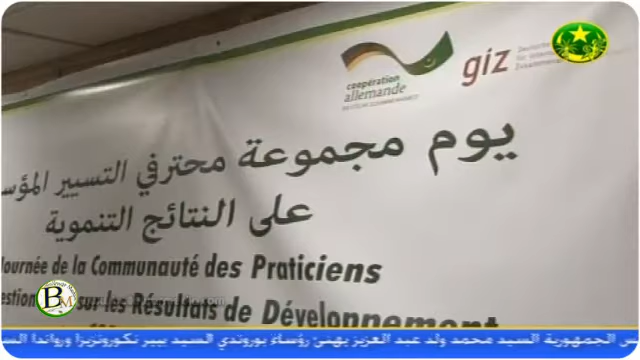 coopération
allemande
giz
يوم مجموعة محترفي التسيير
على النتائج التنموية
Journée de la Communauté des Praticiens
sur les Résultats de Développement
BM
الجمهورية السيد محمد ولد عبد العزيز يهنئ رؤساء بوروندي السيد بيير نكورونزيزا ورواندا